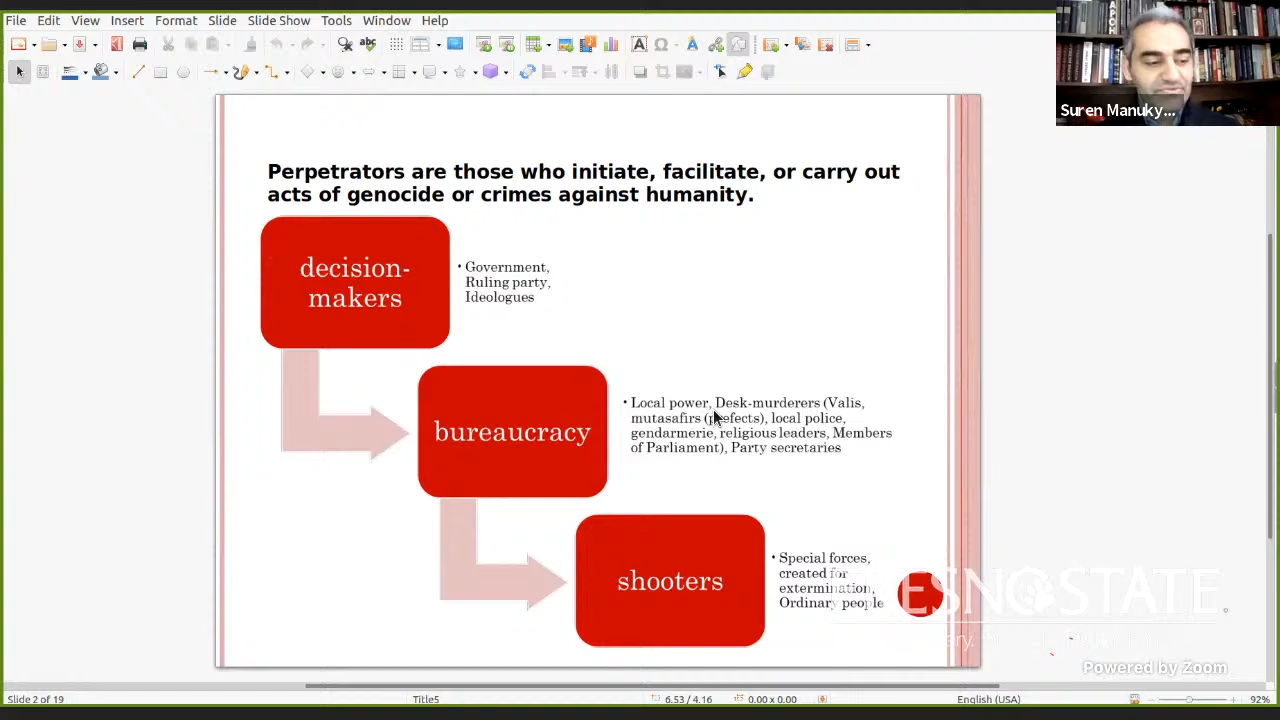 File Edit View Insert Format Slide Slide Show Tools Window Help
Suren Manuky...
Perpetrators are those who initiate, facilitate, or carry out
acts of genocide or crimes against humanity.
decision-
makers
• Government,
Ruling party,
Ideologues
bureaucracy
• Local power, Desk-murderers (Valis,
mutasafirs (prefects), local police,
gendarmerie, religious leaders, Members
of Parliament), Party secretaries
shooters
• Special forces,
created for
extermination,
Ordinary people
ESNO STATE
Powered by Zoom
Slide 2 of 19 Title5 6.53 / 4.16 0.00 x 0.00 English (USA) 92%